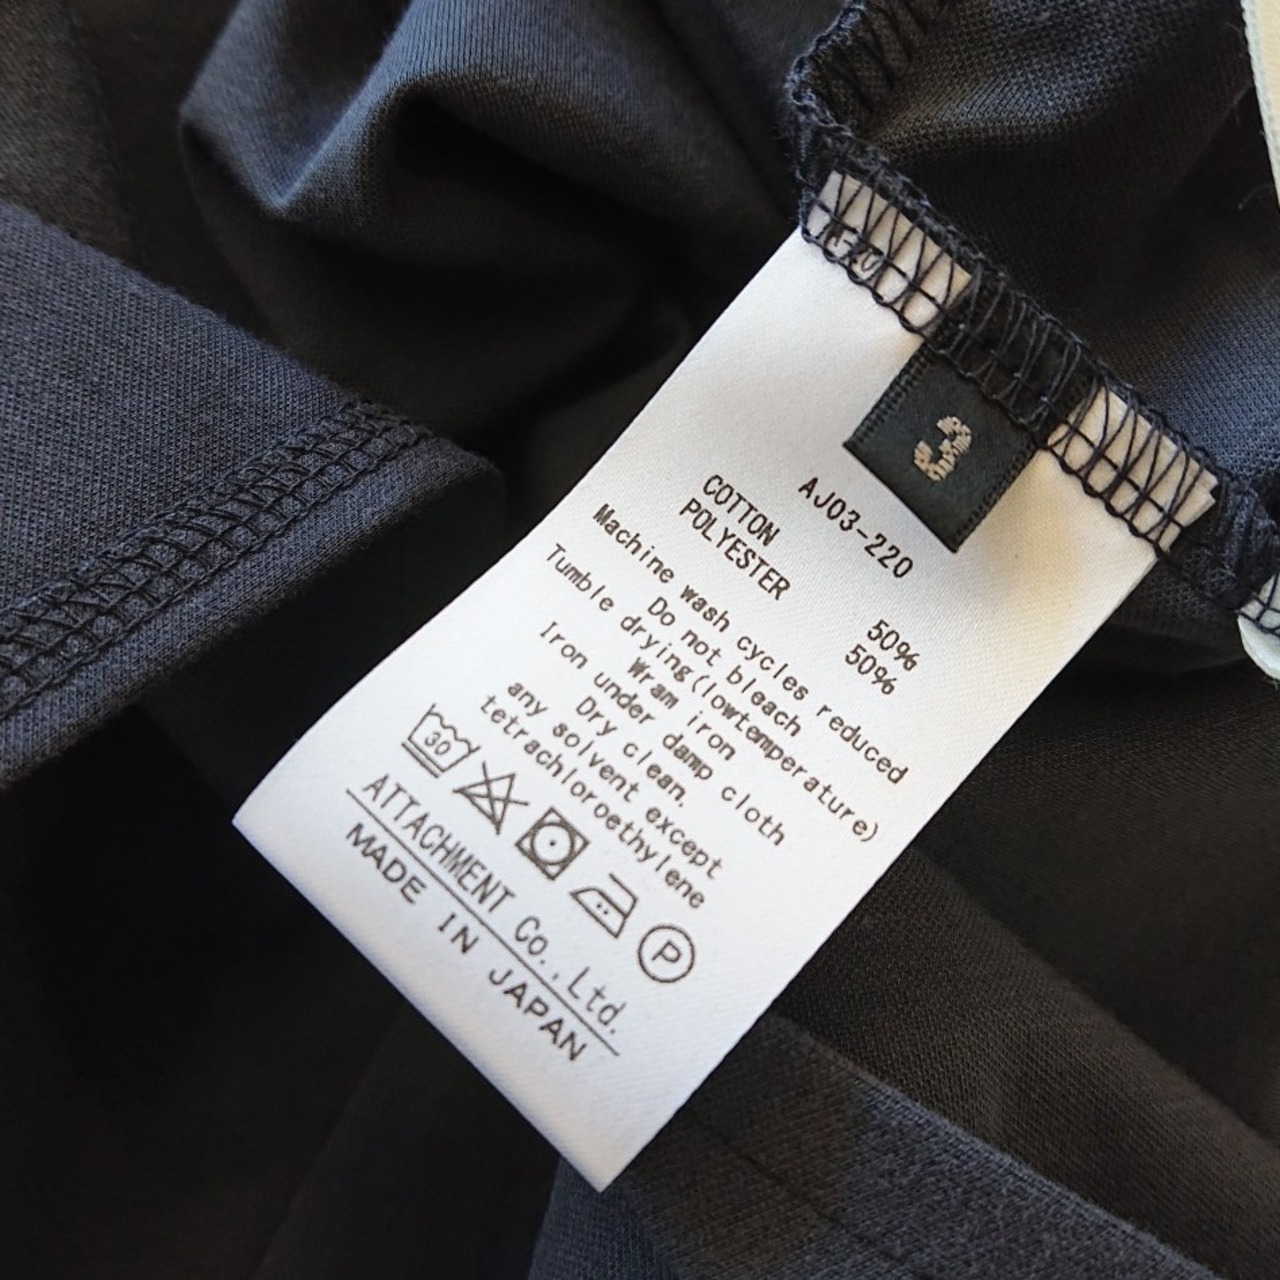 3
AJ03-220
COTTON 50%
POLYESTER 50%
Machine wash cycles reduced
Do not bleach
Tumble drying(lowtemperature)
Wram iron
Iron under damp cloth
Dry clean.
any solvent except
tetrachloroethylene
30
P
ATTACHMENT Co.,Ltd.
MADE IN JAPAN